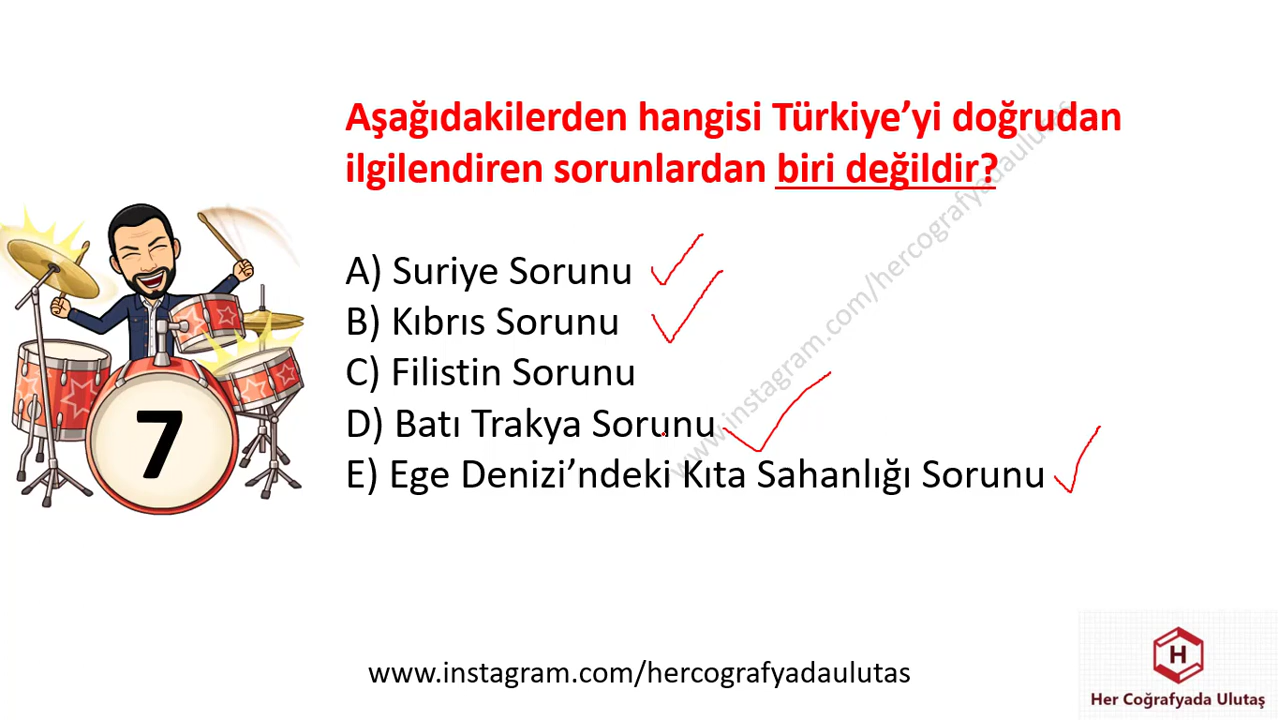 Aşağıdakilerden hangisi Türkiye'yi doğrudan
ilgilendiren sorunlardan biri değildir?
A) Suriye Sorunu
B) Kıbrıs Sorunu
C) Filistin Sorunu
D) Batı Trakya Sorunu
E) Ege Denizi'ndeki Kıta Sahanlığı Sorunu
7
www.instagram.com/hercografyadaulutas
www.instagram.com/hercografyadaulutas
H
Her Coğrafyada Ulutaş